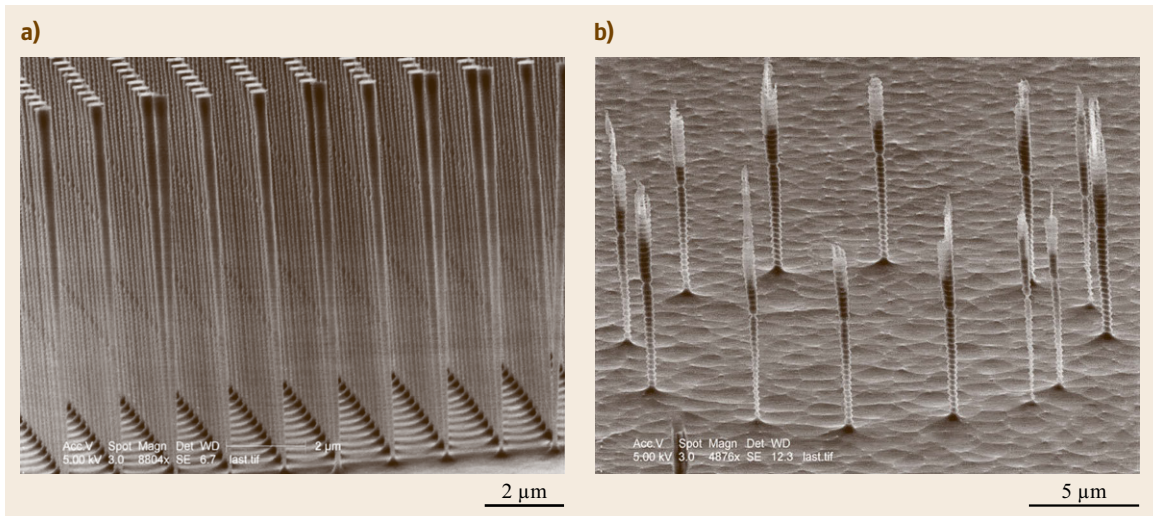 a)
b)
Acc.V Spot Magn Det WD 2 µm
5.00 kV 3.0 8804x SE 6.7 last.tif
Acc.V Spot Magn Det WD
5.00 kV 3.0 4876x SE 12.3 last.tif
2 µm
5 µm